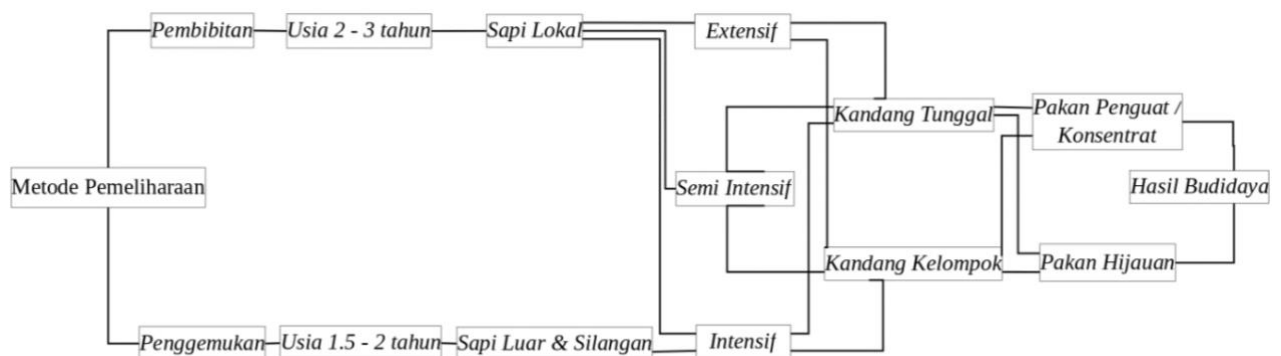 Pembibitan
Usia 2 - 3 tahun
Sapi Lokal
Extensif
Kandang Tunggal
Pakan Penguat /
Konsentrat
Metode Pemeliharaan
Semi Intensif
Hasil Budidaya
Kandang Kelompok
Pakan Hijauan
Penggemukan
Usia 1.5 - 2 tahun
Sapi Luar & Silangan
Intensif